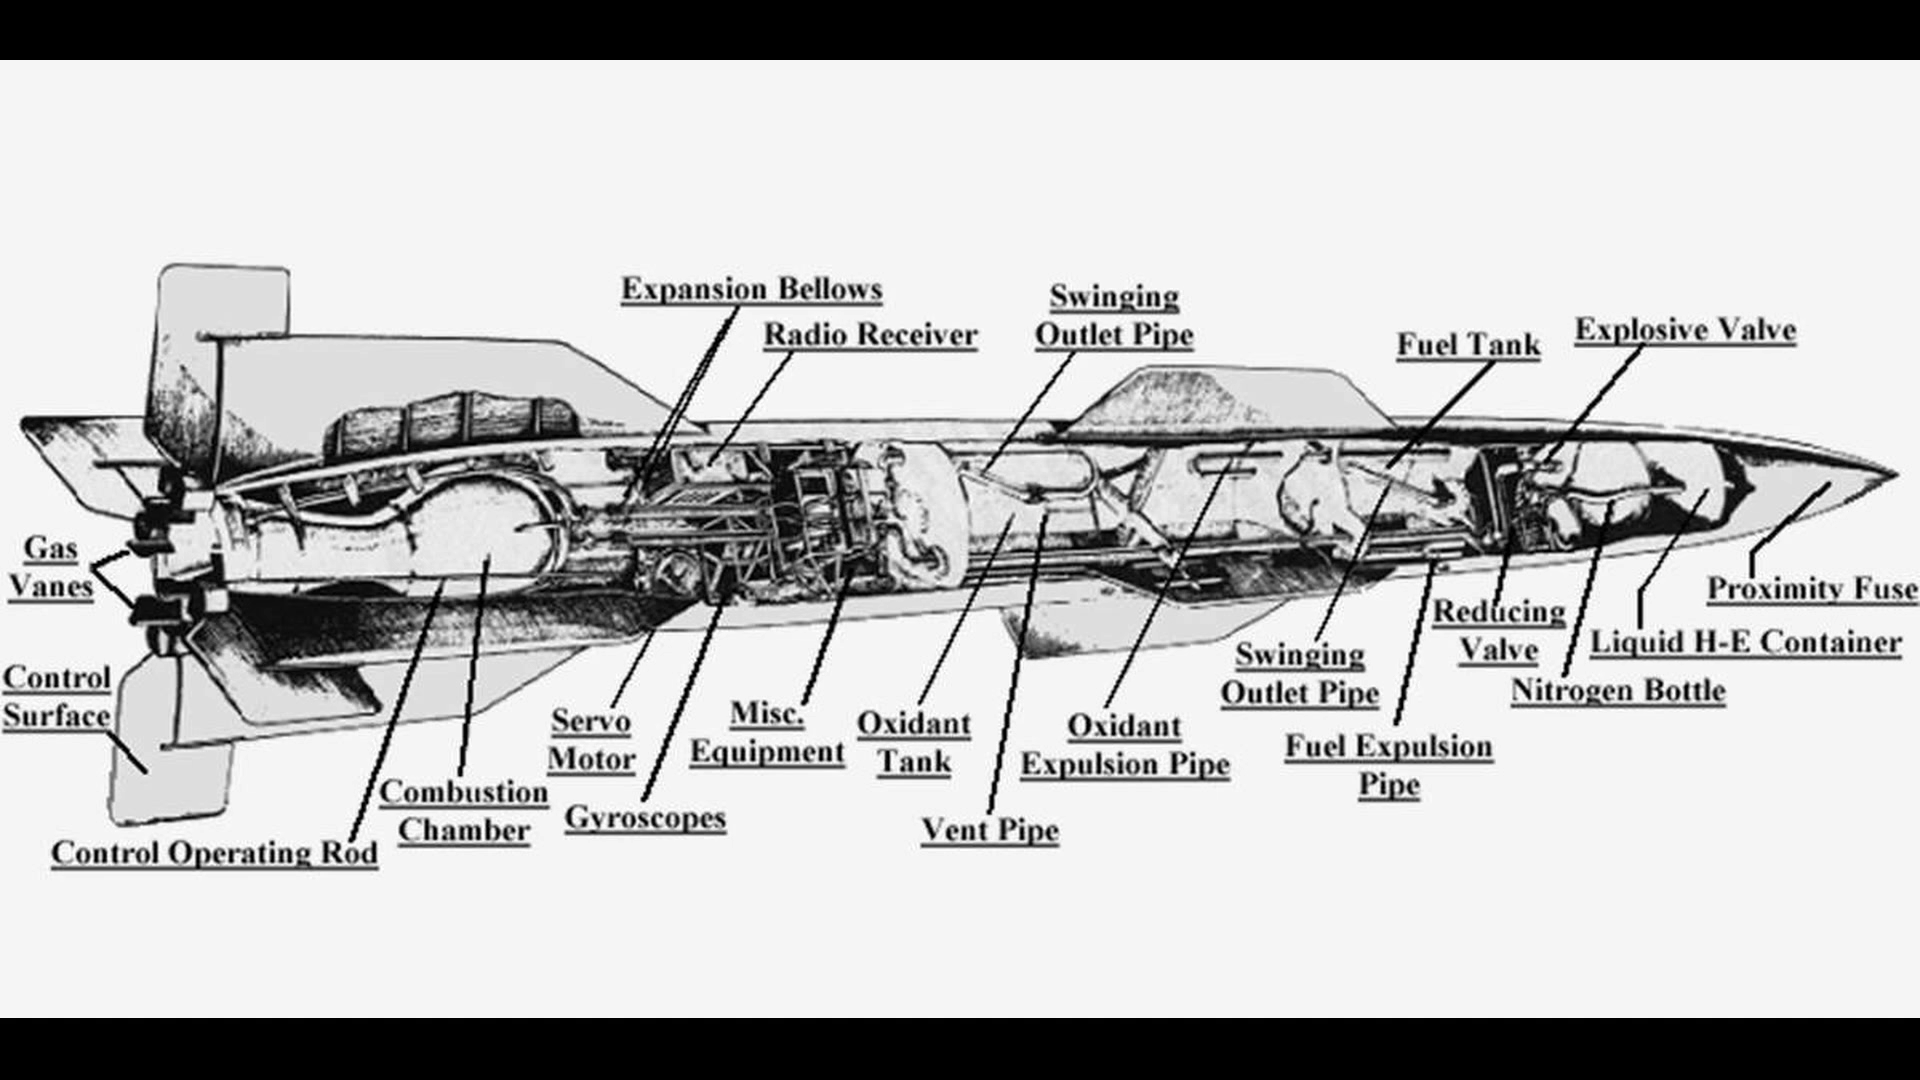 Expansion Bellows
Radio Receiver
Swinging
Outlet Pipe
Fuel Tank
Explosive Valve
Gas
Vanes
Control
Surface
Control Operating Rod
Combustion
Chamber
Servo
Motor
Gyroscopes
Misc.
Equipment
Oxidant
Tank
Vent Pipe
Oxidant
Expulsion Pipe
Swinging
Outlet Pipe
Fuel Expulsion
Pipe
Reducing
Valve
Nitrogen Bottle
Liquid H-E Container
Proximity Fuse